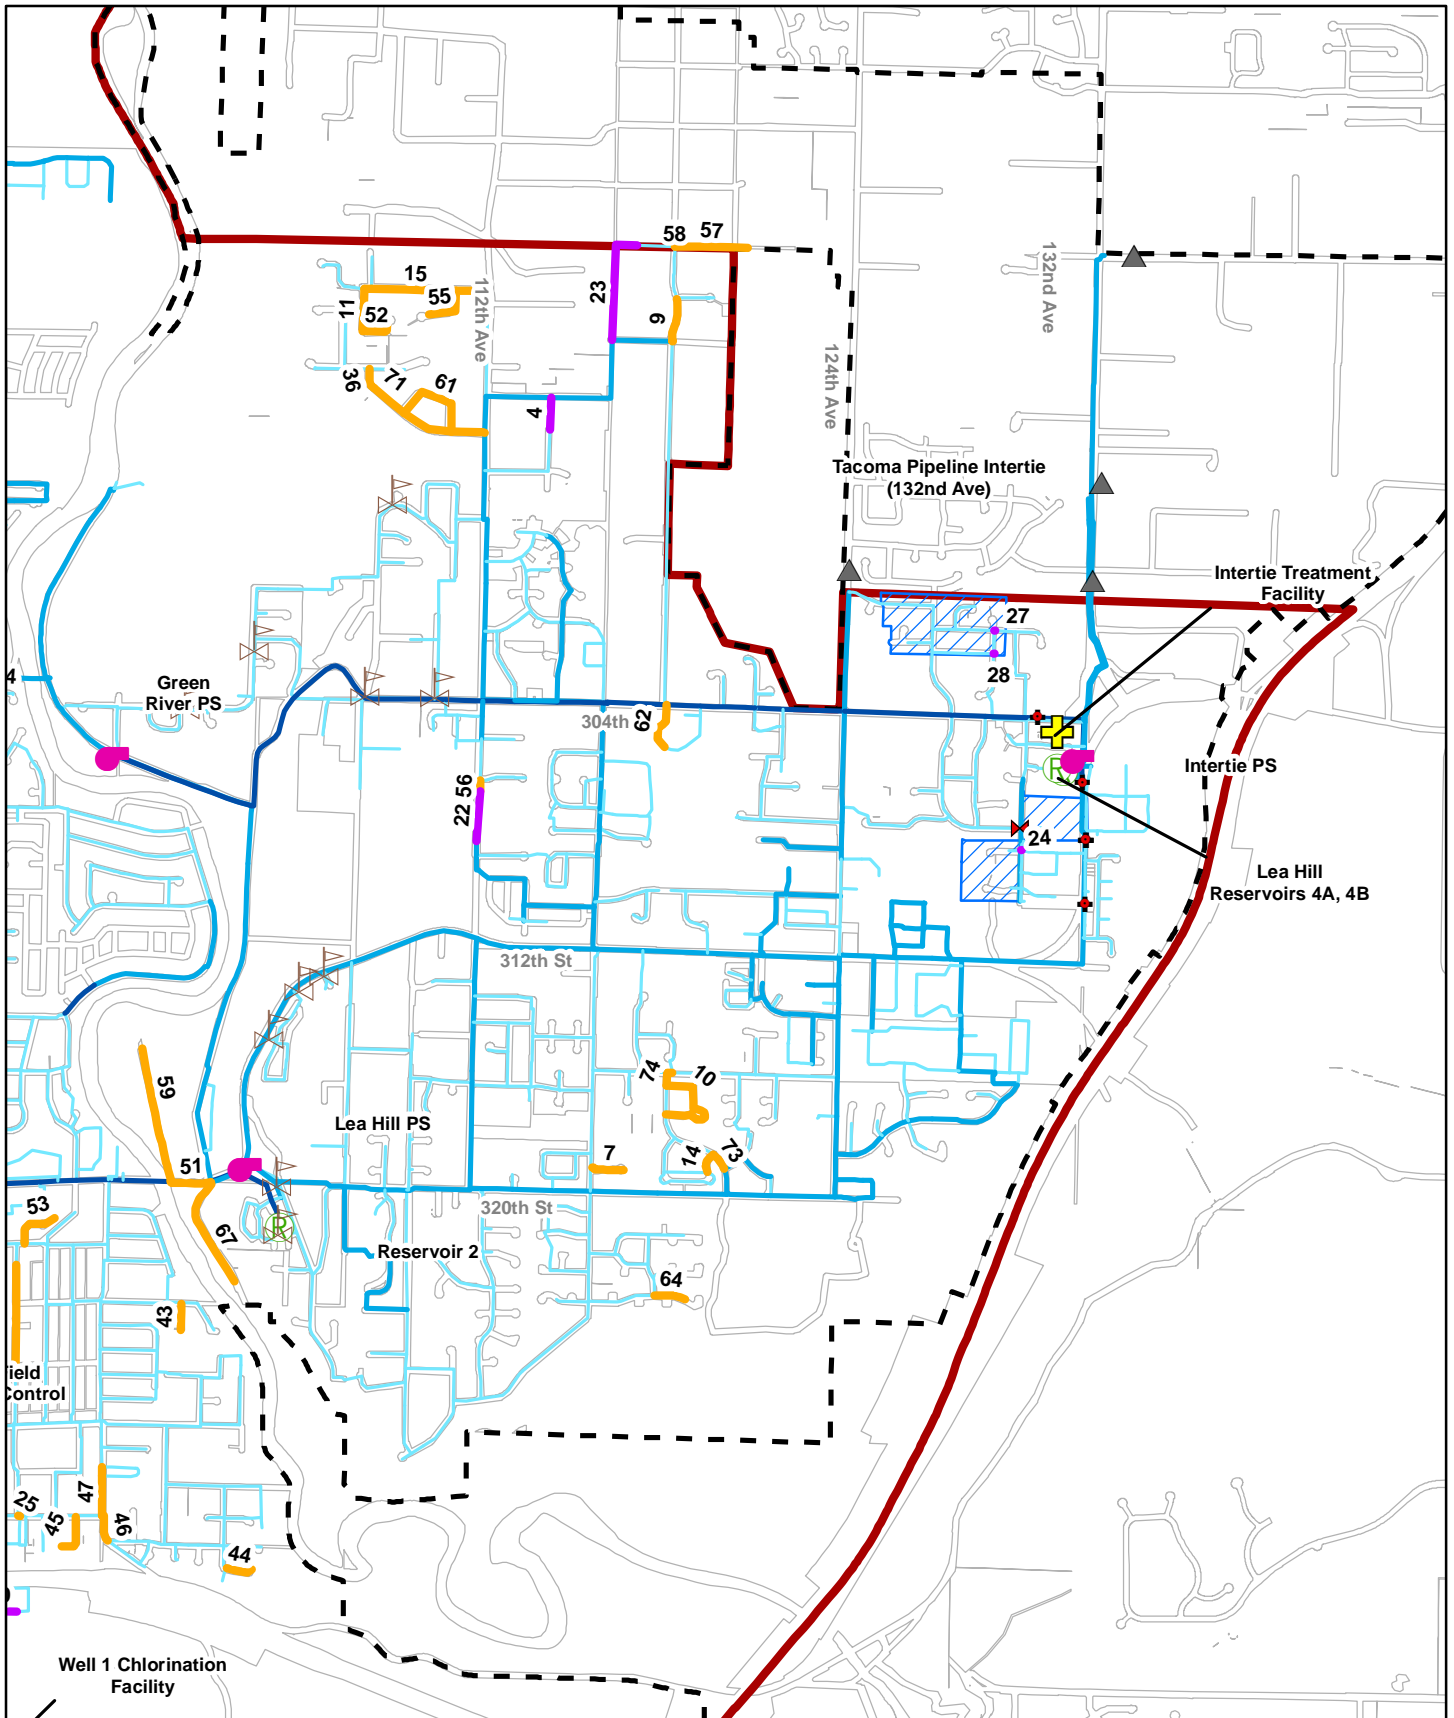 58
57
15
55
11
52
112th Ave
23
9
132nd Ave
124th Ave
36
71
61
4
Tacoma Pipeline Intertie
(132nd Ave)
Intertie Treatment
Facility
27
28
4
Green
River PS
304th
62
Intertie PS
R
22
56
24
Lea Hill
Reservoirs 4A, 4B
312th St
59
74
10
Lea Hill PS
51
7
14
73
53
320th St
67
R
Reservoir 2
64
43
ield
Control
25
45
47
46
44
Well 1 Chlorination
Facility